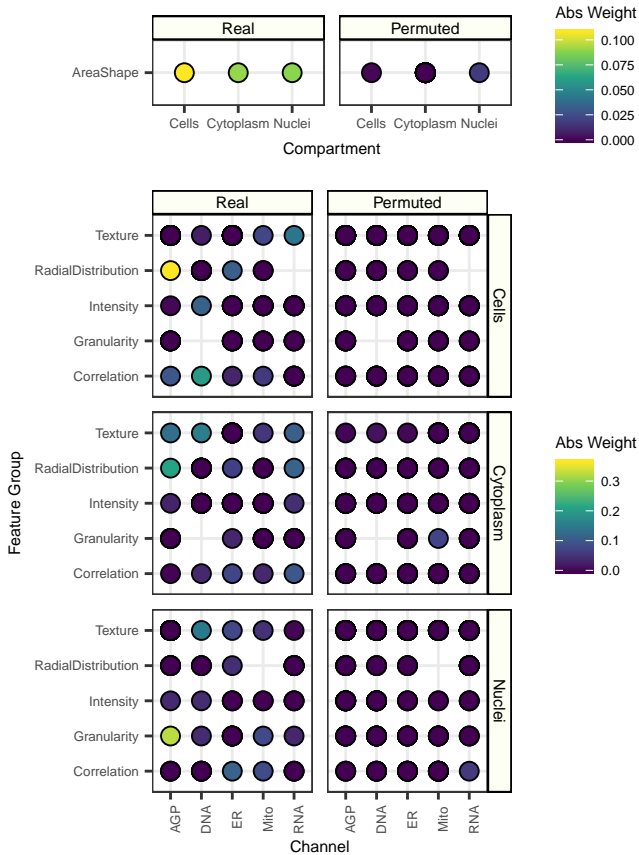 Real Permuted
AreaShape
Cells Cytoplasm Nuclei Cells Cytoplasm Nuclei
Compartment
Abs Weight
0.100
0.075
0.050
0.025
0.000
Real Permuted
Feature Group
Texture
RadialDistribution
Intensity
Granularity
Correlation
Cells
Texture
RadialDistribution
Intensity
Granularity
Correlation
Cytoplasm
Texture
RadialDistribution
Intensity
Granularity
Correlation
Nuclei
AGP DNA ER Mito RNA AGP DNA ER Mito RNA
Channel
Abs Weight
0.3
0.2
0.1
0.0